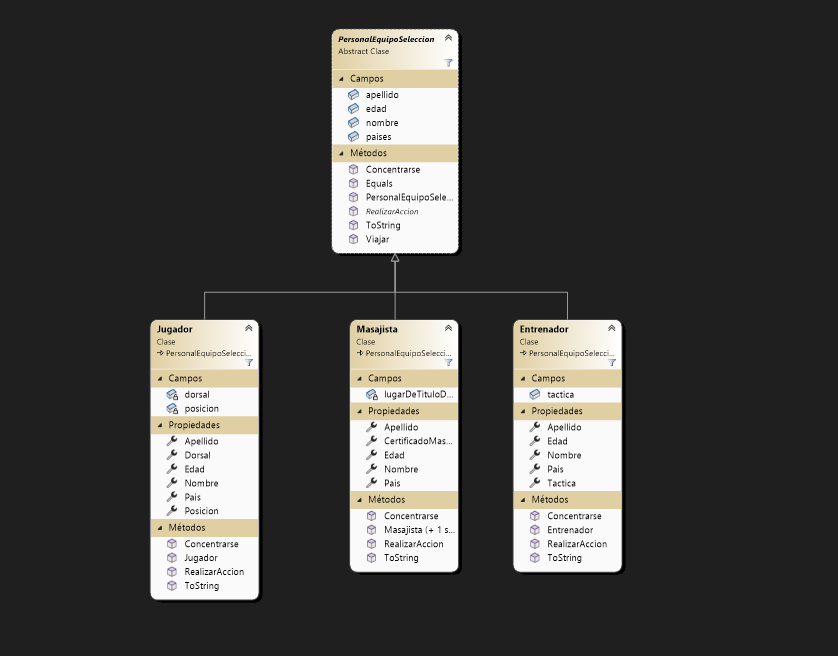 PersonalEquipoSeleccion
Abstract Clase
Campos
apellido
edad
nombre
paises
Métodos
Concentrarse
Equals
PersonalEquipoSele...
RealizarAccion
ToString
Viajar
Jugador
Clase
PersonalEquipoSelecci...
Campos
dorsal
posicion
Propiedades
Apellido
Dorsal
Edad
Nombre
Pais
Posicion
Métodos
Concentrarse
Jugador
RealizarAccion
ToString
Masajista
Clase
PersonalEquipoSelecci...
Campos
lugarDeTituloD...
Propiedades
Apellido
CertificadoMas...
Edad
Nombre
Pais
Métodos
Concentrarse
Masajista (+ 1 s...
RealizarAccion
ToString
Entrenador
Clase
PersonalEquipoSelecci...
Campos
tactica
Propiedades
Apellido
Edad
Nombre
Pais
Tactica
Métodos
Concentrarse
Entrenador
RealizarAccion
ToString